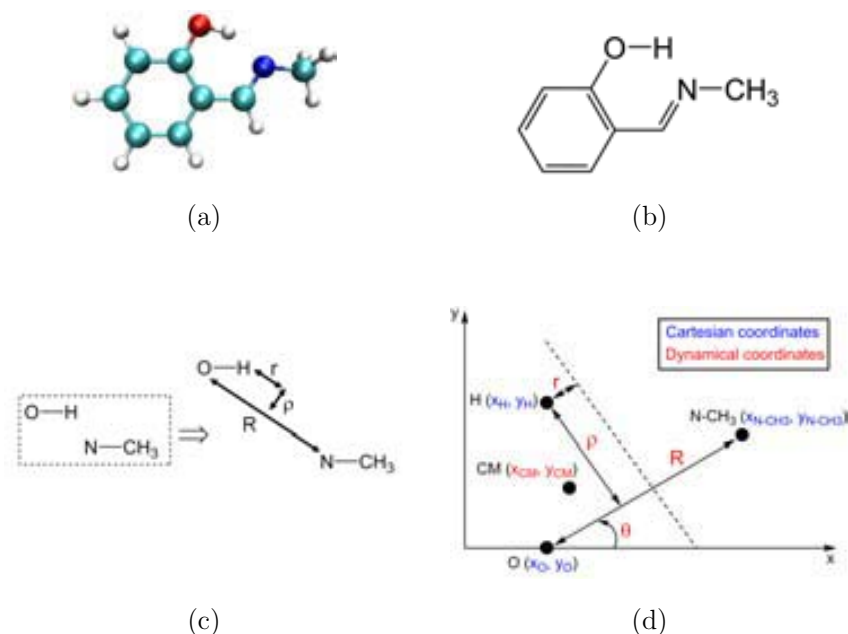 O–H
N–CH3
(a)
(b)
O–H r
ρ
R
N–CH3
O–H
N–CH3
⇒
(c)
y
Cartesian coordinates
Dynamical coordinates
r
H (xH, yH)
N-CH3 (xN-CH3, yN-CH3)
ρ
R
CM (xCM, yCM)
θ
x
O (xO, yO)
(d)